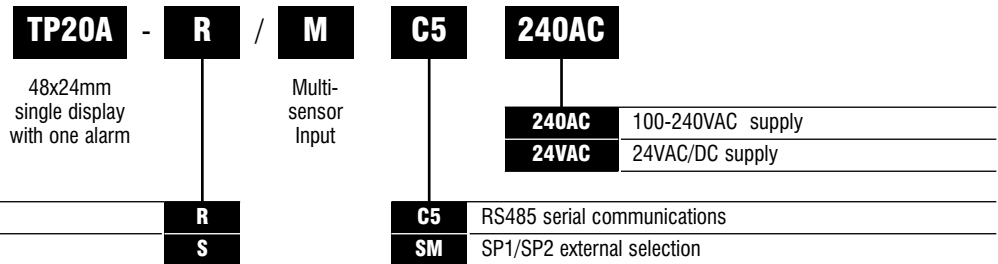 TP20A - R / M C5 240AC
48x24mm
single display
with one alarm
Multi-
sensor
Input
240AC 100-240VAC supply
24VAC 24VAC/DC supply
R C5 RS485 serial communications
S SM SP1/SP2 external selection